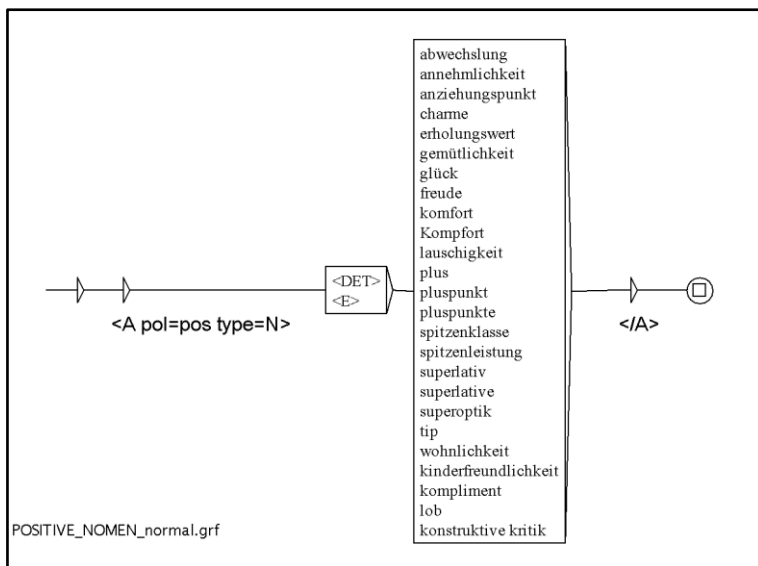 <A pol=pos type=N>
<DET>
<E>
abwechslung
annehmlichkeit
anziehungspunkt
charme
erholungswert
gemütlichkeit
glück
freude
komfort
Kompfort
lauschigkeit
plus
pluspunkt
pluspunkte
spitzenklasse
spitzenleistung
superlativ
superlative
superoptik
tip
wohnlichkeit
kinderfreundlichkeit
kompliment
lob
konstruktive kritik
</A>
POSITIVE_NOMEN_normal.grf